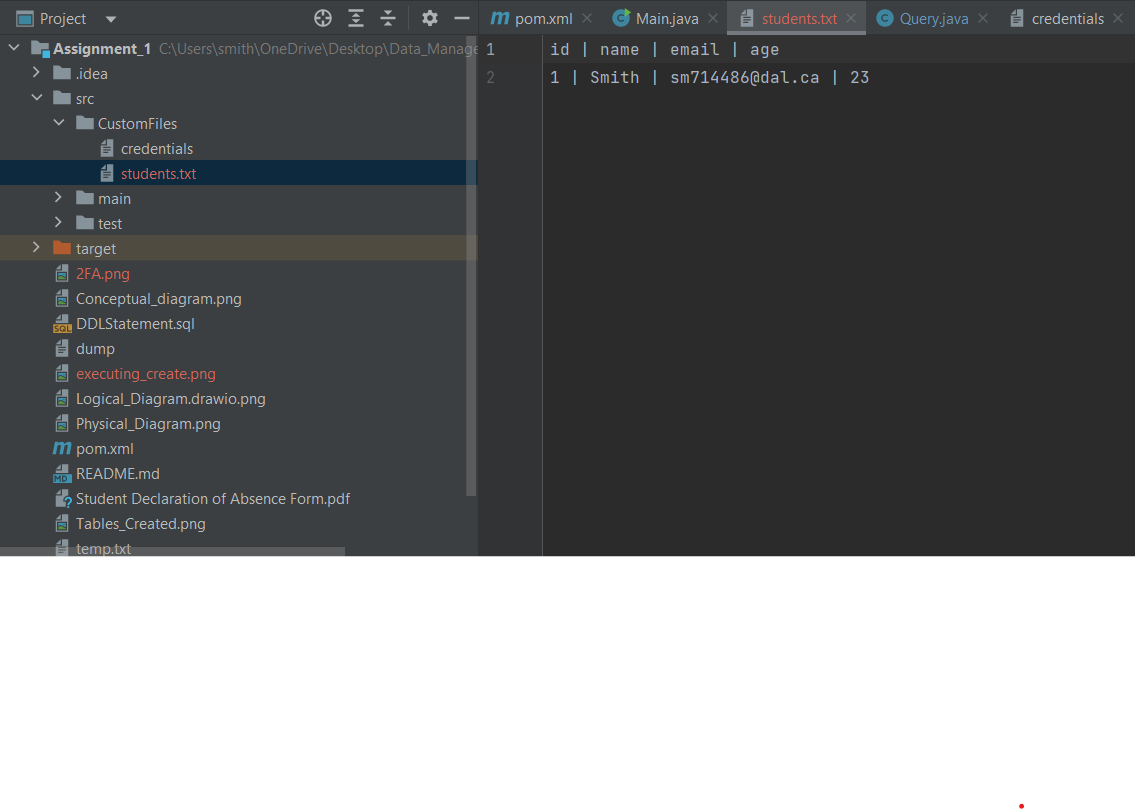 Project
pom.xml
Main.java
students.txt
Query.java
credentials
Assignment_1 C:\Users\smith\OneDrive\Desktop\Data_Manage
.idea
src
CustomFiles
credentials
students.txt
main
test
target
2FA.png
Conceptual_diagram.png
DDLStatement.sql
dump
executing_create.png
Logical_Diagram.drawio.png
Physical_Diagram.png
pom.xml
README.md
Student Declaration of Absence Form.pdf
Tables_Created.png
temp.txt
1 id | name | email | age
2 1 | Smith | sm714486@dal.ca | 23